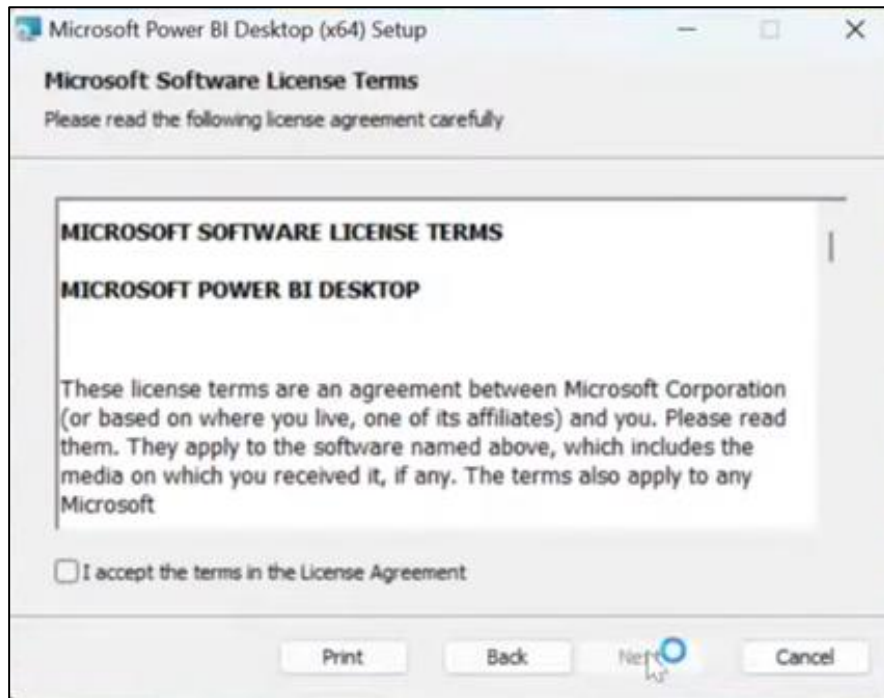 Microsoft Power BI Desktop (x64) Setup
Microsoft Software License Terms
Please read the following license agreement carefully
MICROSOFT SOFTWARE LICENSE TERMS
MICROSOFT POWER BI DESKTOP
These license terms are an agreement between Microsoft Corporation
(or based on where you live, one of its affiliates) and you. Please read
them. They apply to the software named above, which includes the
media on which you received it, if any. The terms also apply to any
Microsoft
I accept the terms in the License Agreement
Print Back Next Cancel